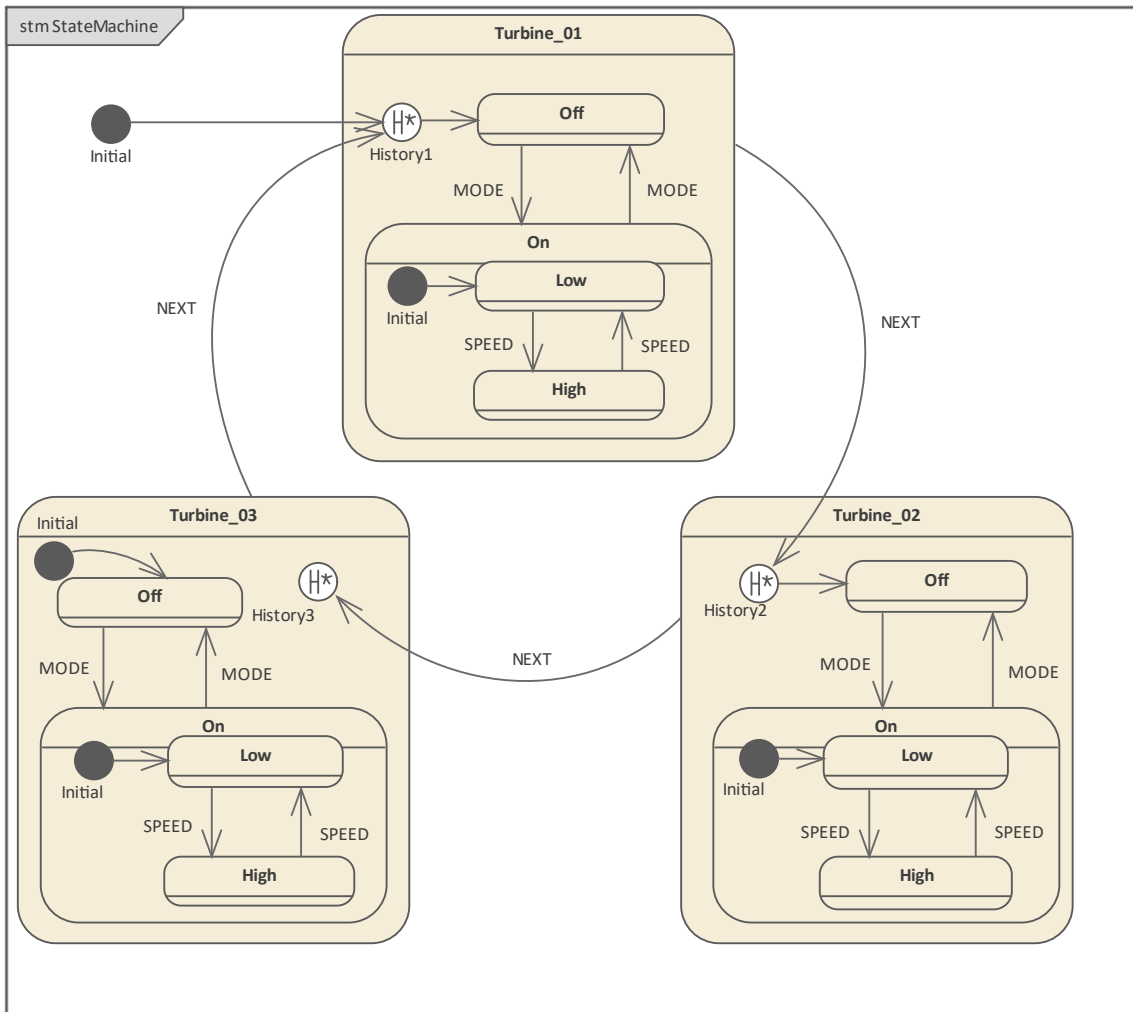 stm StateMachine
Turbine_01
Initial
H*
History1
Off
MODE
MODE
On
Initial
Low
SPEED
SPEED
High
NEXT
NEXT
Turbine_03
Initial
Off
H*
History3
MODE
MODE
On
Initial
Low
SPEED
SPEED
High
NEXT
Turbine_02
H*
History2
Off
MODE
MODE
On
Initial
Low
SPEED
SPEED
High